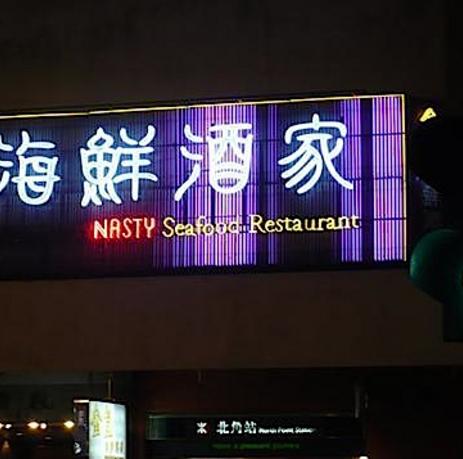 海鮮酒家
NASTY Seafood Restaurant
北角站 North Point Station